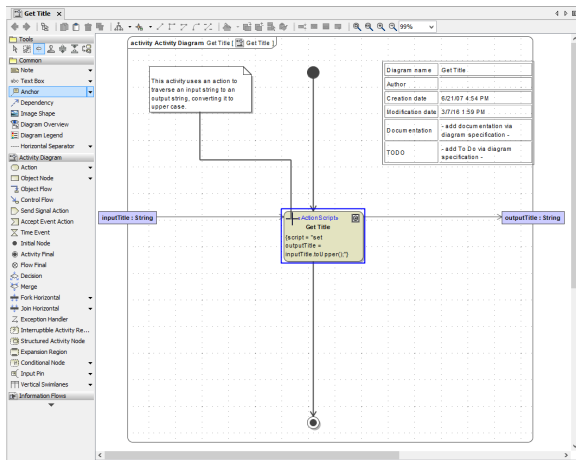 Get Title
99%
Tools
Common
Note
Text Box
Anchor
Dependency
Image Shape
Diagram Overview
Diagram Legend
Horizontal Separator
Activity Diagram
Action
Object Node
Object Flow
Control Flow
Send Signal Action
Accept Event Action
Time Event
Initial Node
Activity Final
Flow Final
Decision
Merge
Fork Horizontal
Join Horizontal
Exception Handler
Interruptible Activity Re...
Structured Activity Node
Expansion Region
Conditional Node
Input Pin
Vertical Swimlanes
Information Flows
activity Activity Diagram Get Title [ Get Title ]
This activity uses an action to
traverse an input string to an
output string, converting it to
upper case.
Diagram name Get Title
Author
Creation date 6/21/07 4:54 PM
Modification date 3/7/16 1:59 PM
Documentation - add documentation via
diagram specification -
TODO - add To Do via diagram
specification -
inputTitle : String
«ActionScript»
Get Title
{script = "set
outputTitle =
inputTitle.toUpper();"}
outputTitle : String